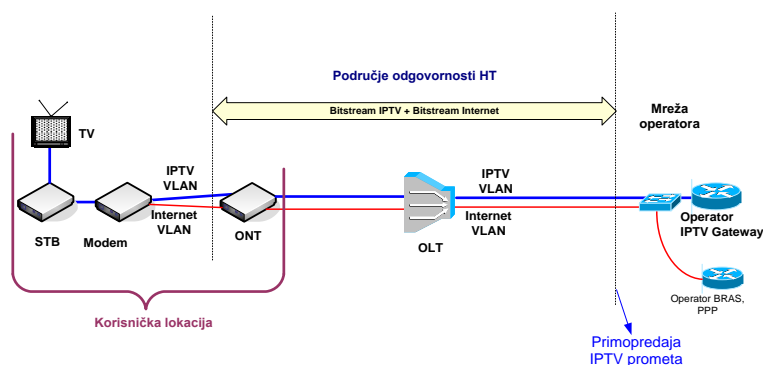 Područje odgovornosti HT
Bitstream IPTV + Bitstream Internet
Mreža
operatora
TV
IPTV
VLAN
Internet
VLAN
STB
Modem
ONT
OLT
IPTV
VLAN
Internet
VLAN
Operator
IPTV Gateway
Operator BRAS,
PPP
Korisnička lokacija
Primopredaja
IPTV prometa